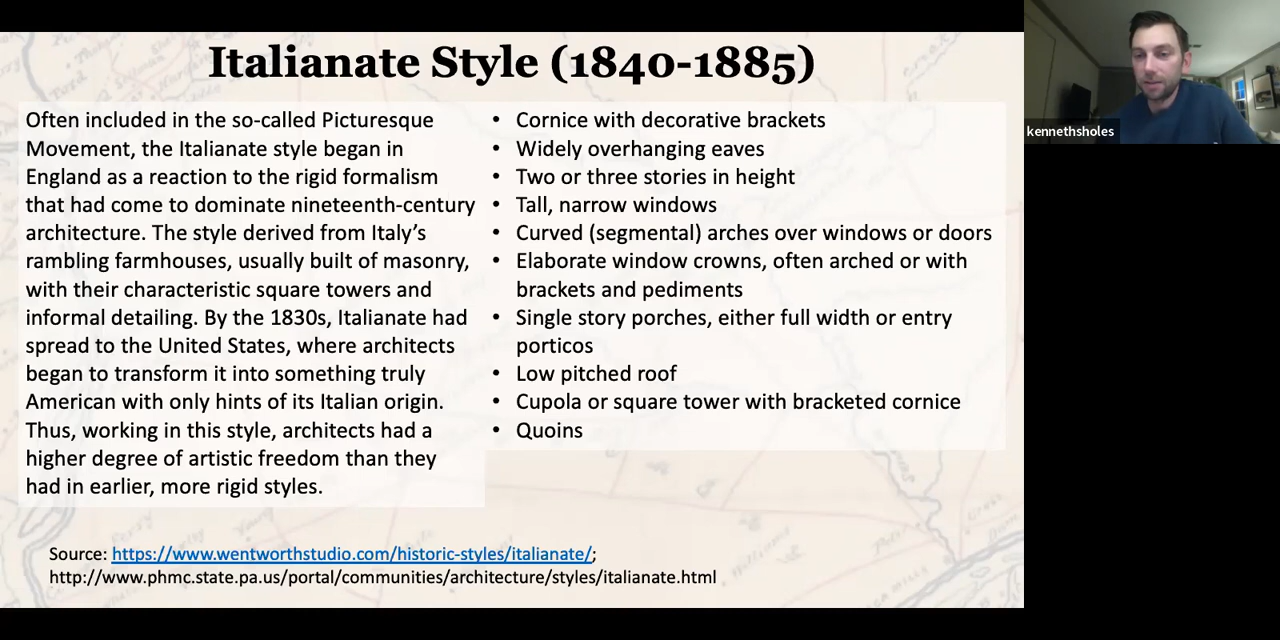 Italianate Style (1840-1885)
Often included in the so-called Picturesque
Movement, the Italianate style began in
England as a reaction to the rigid formalism
that had come to dominate nineteenth-century
architecture. The style derived from Italy’s
rambling farmhouses, usually built of masonry,
with their characteristic square towers and
informal detailing. By the 1830s, Italianate had
spread to the United States, where architects
began to transform it into something truly
American with only hints of its Italian origin.
Thus, working in this style, architects had a
higher degree of artistic freedom than they
had in earlier, more rigid styles.
• Cornice with decorative brackets
• Widely overhanging eaves
• Two or three stories in height
• Tall, narrow windows
• Curved (segmental) arches over windows or doors
• Elaborate window crowns, often arched or with
brackets and pediments
• Single story porches, either full width or entry
porticos
• Low pitched roof
• Cupola or square tower with bracketed cornice
• Quoins
Source: https://www.wentworthstudio.com/historic-styles/italianate/;
http://www.phmc.state.pa.us/portal/communities/architecture/styles/italianate.html
kennethsholes